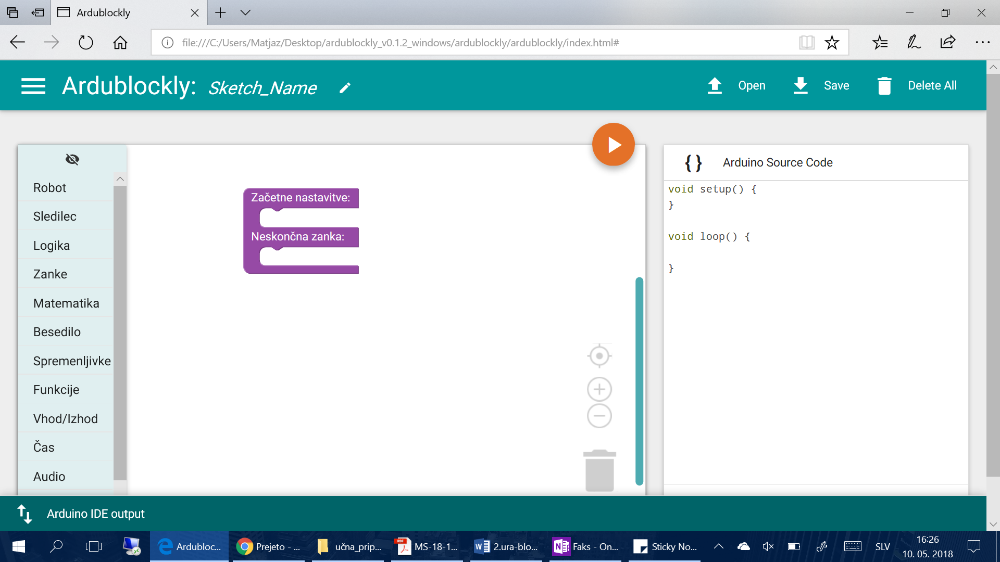 Ardublockly
file:///C:/Users/Matjaz/Desktop/ardublockly_v0.1.2_windows/ardublockly/ardublockly/index.html#
Ardublockly: Sketch_Name
Open
Save
Delete All
Robot
Sledilec
Logika
Zanke
Matematika
Besedilo
Spremenljivke
Funkcije
Vhod/Izhod
Čas
Audio
Začetne nastavitve:
Neskončna zanka:
{ } Arduino Source Code
void setup() {
}
void loop() {
}
Arduino IDE output
Ardubloc...
Prejeto - ...
učna_prip...
PDF
MS-18-1...
2.ura-blo...
Faks - On...
Sticky No...
SLV
16:26
10. 05. 2018